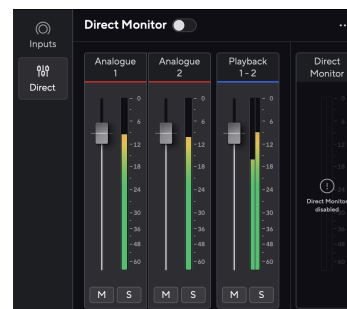 Direct Monitor
Inputs
Direct
Analogue
1
0
6
-12
-18
-24
-30
-36
-48
-60
M S
Analogue
2
0
6
-12
-18
-24
-30
-36
-48
-60
M S
Playback
1 - 2
0
6
-12
-18
-24
-30
-36
-48
-60
M S
Direct
Monitor
Direct Monitor
disabled